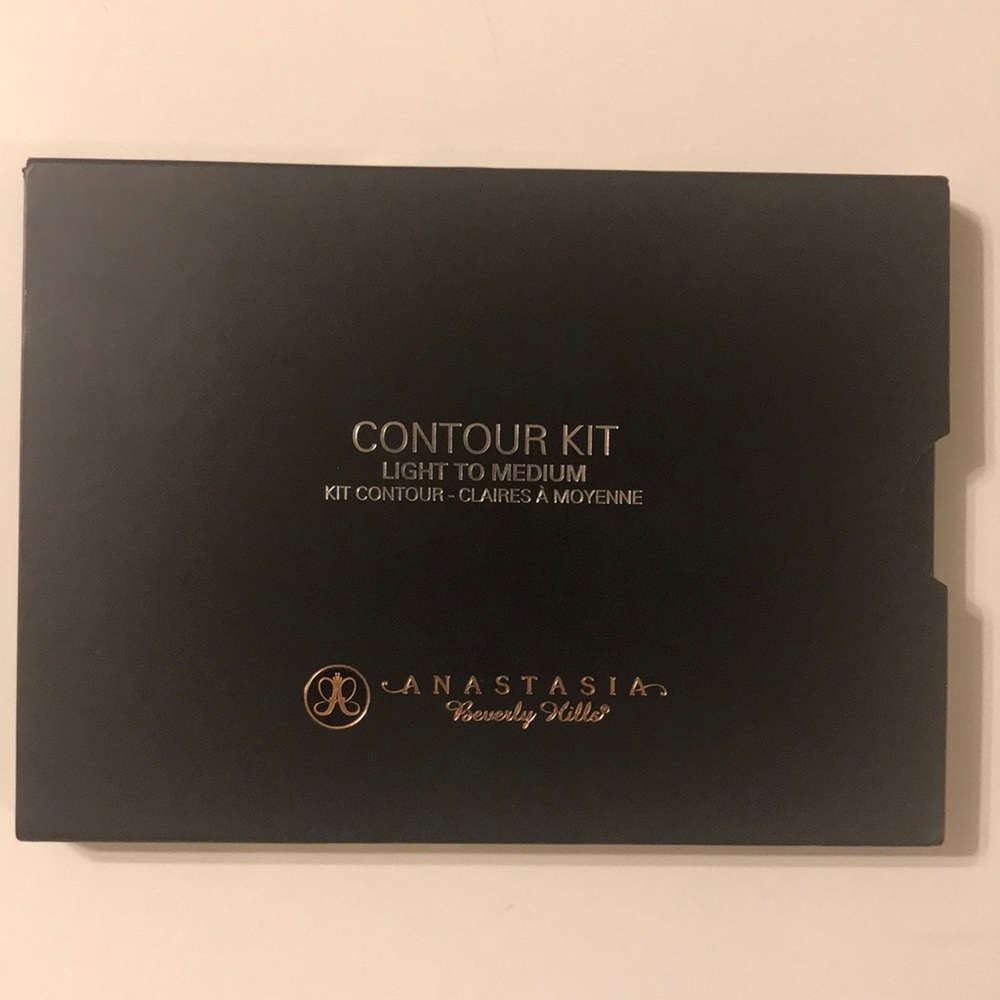 CONTOUR KIT
LIGHT TO MEDIUM
KIT CONTOUR - CLAIRES À MOYENNE
ANASTASIA
Beverly Hills®